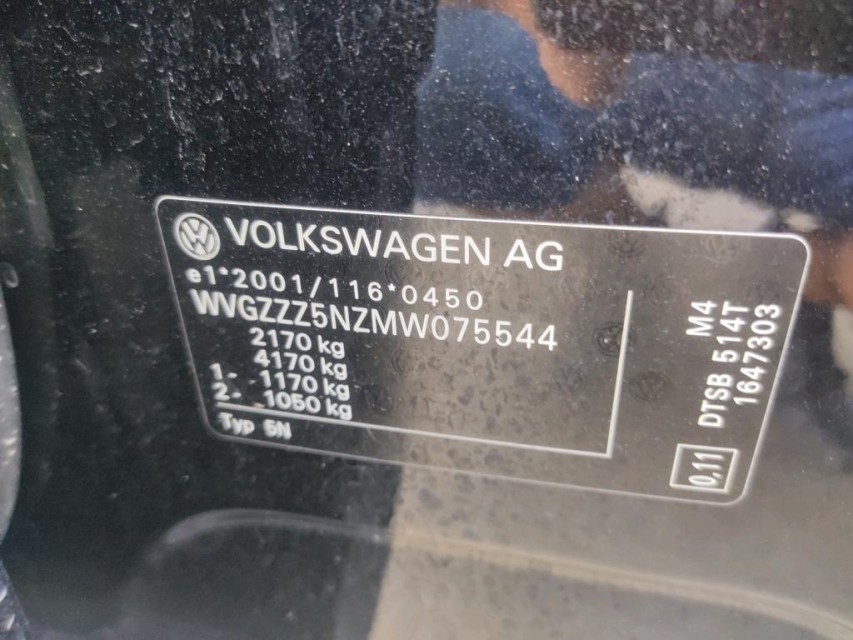 VOLKSWAGEN AG
e1*2001/116*0450
WVGZZZ5NZMW075544
2170 kg
4170 kg
1- 1170 kg
2- 1050 kg
Typ 5N
M4
DTSB 514T
1647303
0,11